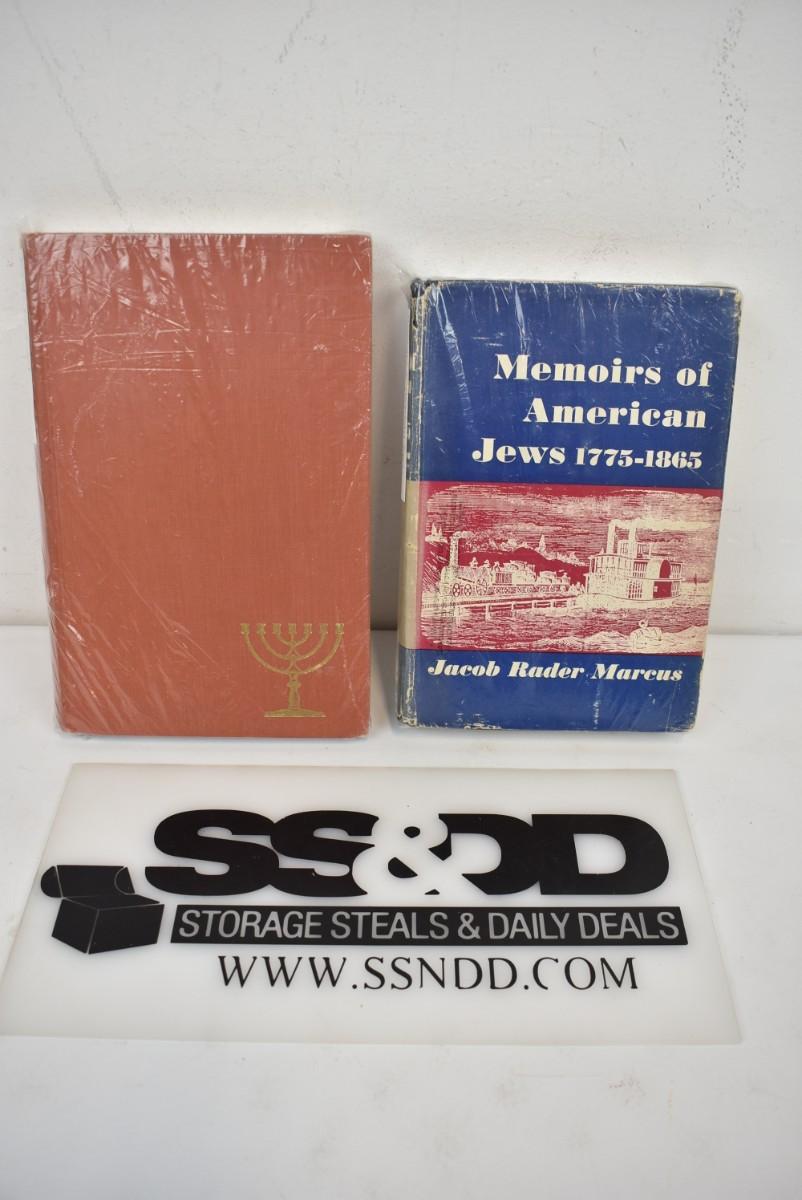 Memoirs of
American
Jews 1775-1865
Jacob Rader Marcus
SS&DD
STORAGE STEALS & DAILY DEALS
WWW.SSNDD.COM